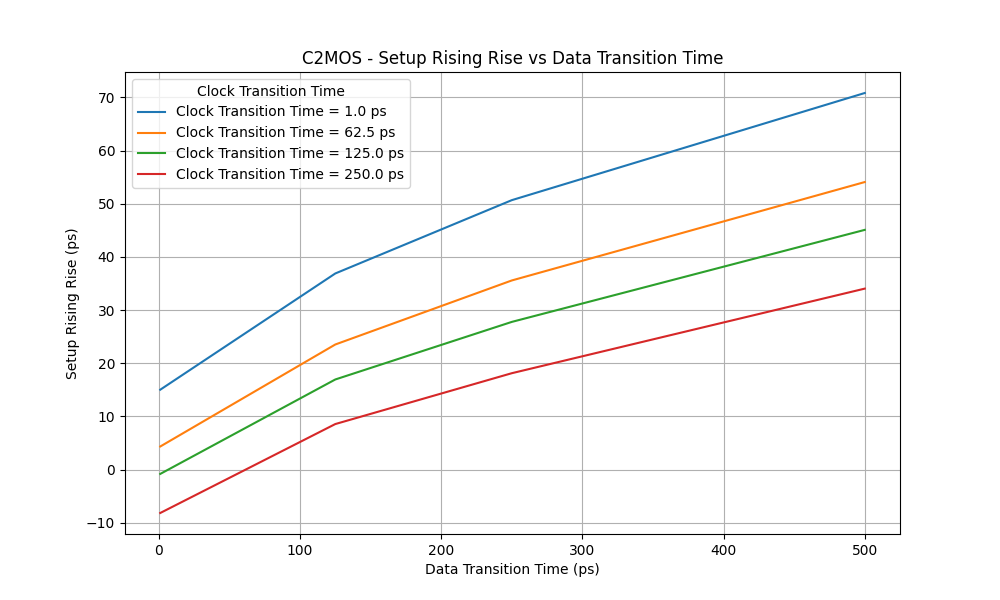 C2MOS - Setup Rising Rise vs Data Transition Time
Clock Transition Time
Clock Transition Time = 1.0 ps
Clock Transition Time = 62.5 ps
Clock Transition Time = 125.0 ps
Clock Transition Time = 250.0 ps
Setup Rising Rise (ps)
70
60
50
40
30
20
10
0
−10
0 100 200 300 400 500
Data Transition Time (ps)